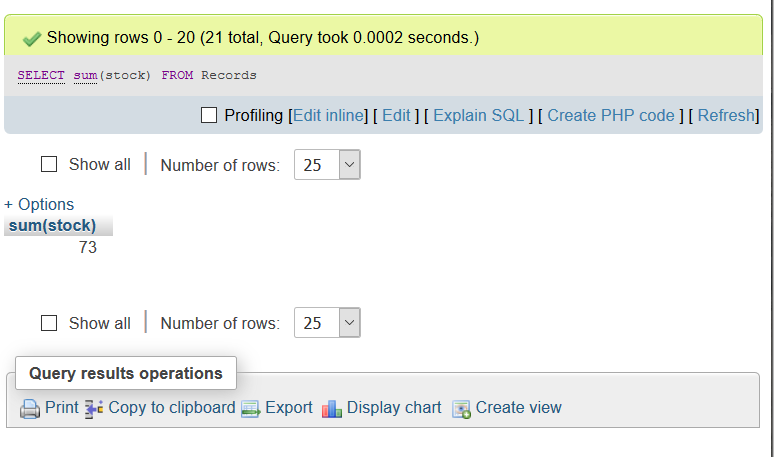 Showing rows 0 - 20 (21 total, Query took 0.0002 seconds.)
SELECT sum(stock) FROM Records
Profiling [Edit inline] [ Edit ] [ Explain SQL ] [ Create PHP code ] [ Refresh]
Show all | Number of rows: 25
+ Options
sum(stock)
73
Show all | Number of rows: 25
Query results operations
Print Copy to clipboard Export Display chart Create view